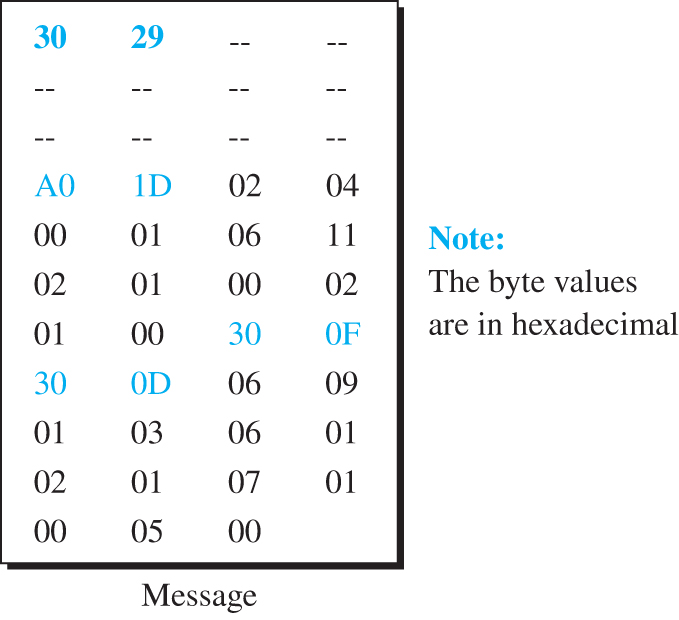 30 29 -- --
-- -- -- --
-- -- -- --
A0 1D 02 04
00 01 06 11
02 01 00 02
01 00 30 0F
30 0D 06 09
01 03 06 01
02 01 07 01
00 05 00
Message
Note:
The byte values
are in hexadecimal